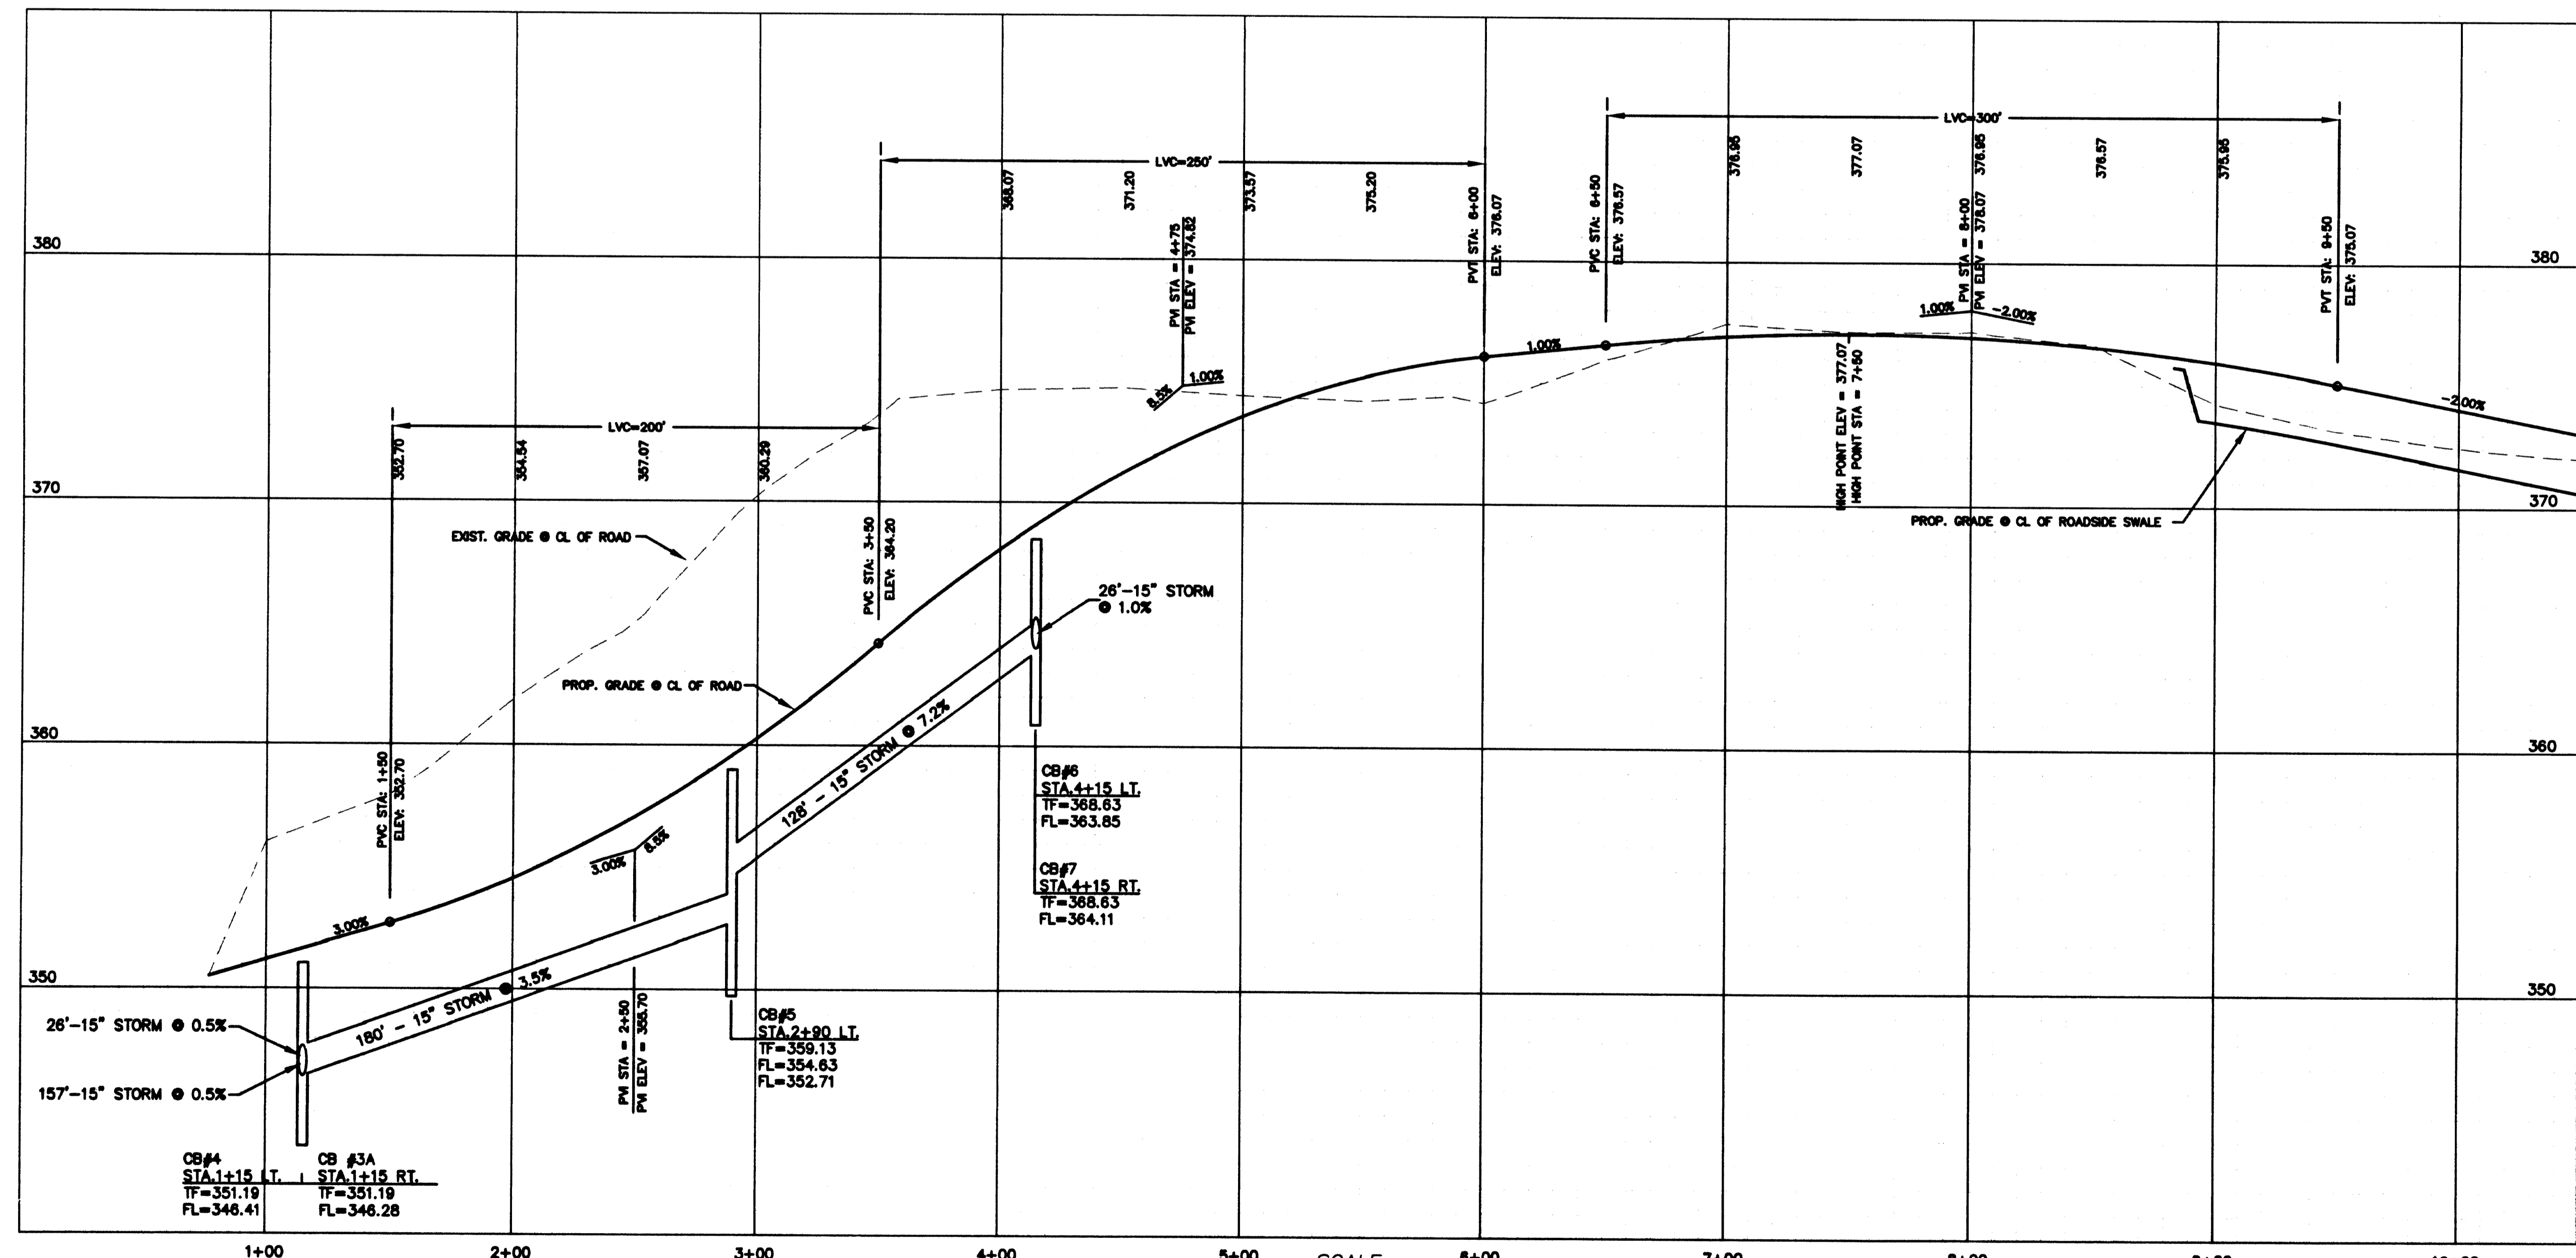 LVC=300'
376.95
377.07
376.95
376.57
375.95
LVC=250'
368.07
371.20
373.57
375.20
PVI STA = 4+75
PVI ELEV = 374.82
PVT STA: 6+00
ELEV: 376.07
PVC STA: 6+50
ELEV: 376.57
PVI STA = 8+00
PVI ELEV = 378.07
PVT STA: 9+50
ELEV: 375.07
380
380
1.00%
-2.00%
1.00%
8.5%
1.00%
HIGH POINT ELEV = 377.07
HIGH POINT STA = 7+50
-2.00%
LVC=200'
352.70
354.54
357.07
360.29
370
370
EXIST. GRADE @ CL OF ROAD
PVC STA: 3+50
ELEV: 364.20
PROP. GRADE @ CL OF ROADSIDE SWALE
26'-15" STORM
@ 1.0%
PROP. GRADE @ CL OF ROAD
360
360
128' - 15" STORM @ 7.2%
PVC STA: 1+50
ELEV: 352.70
CB#6
STA.4+15 LT.
TF=368.63
FL=363.85
3.00%
8.5%
CB#7
STA.4+15 RT.
TF=368.63
FL=364.11
3.00%
350
350
180' - 15" STORM @ 3.5%
26'-15" STORM @ 0.5%
157'-15" STORM @ 0.5%
PVI STA = 2+50
PVI ELEV = 355.70
CB#5
STA.2+90 LT.
TF=359.13
FL=354.63
FL=352.71
CB#4
STA.1+15 LT.
TF=351.19
FL=346.41
CB #3A
STA.1+15 RT.
TF=351.19
FL=346.28
1+00
2+00
3+00
4+00
5+00
SCALE
6+00
7+00
8+00
9+00
10+00